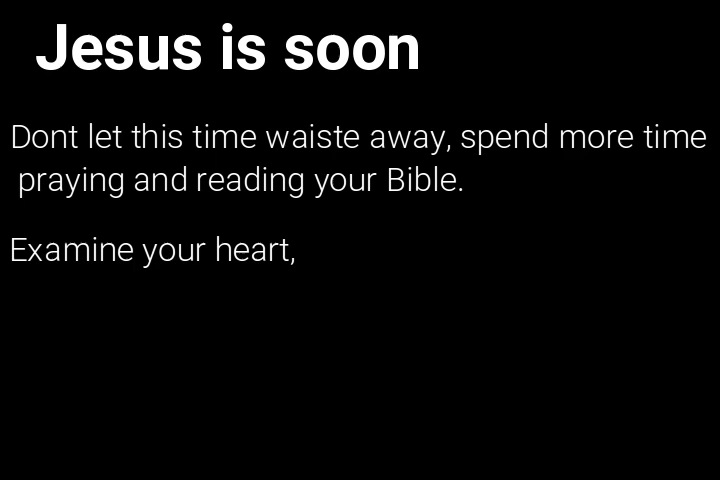 Jesus is soon
Dont let this time waiste away, spend more time
praying and reading your Bible.
Examine your heart,